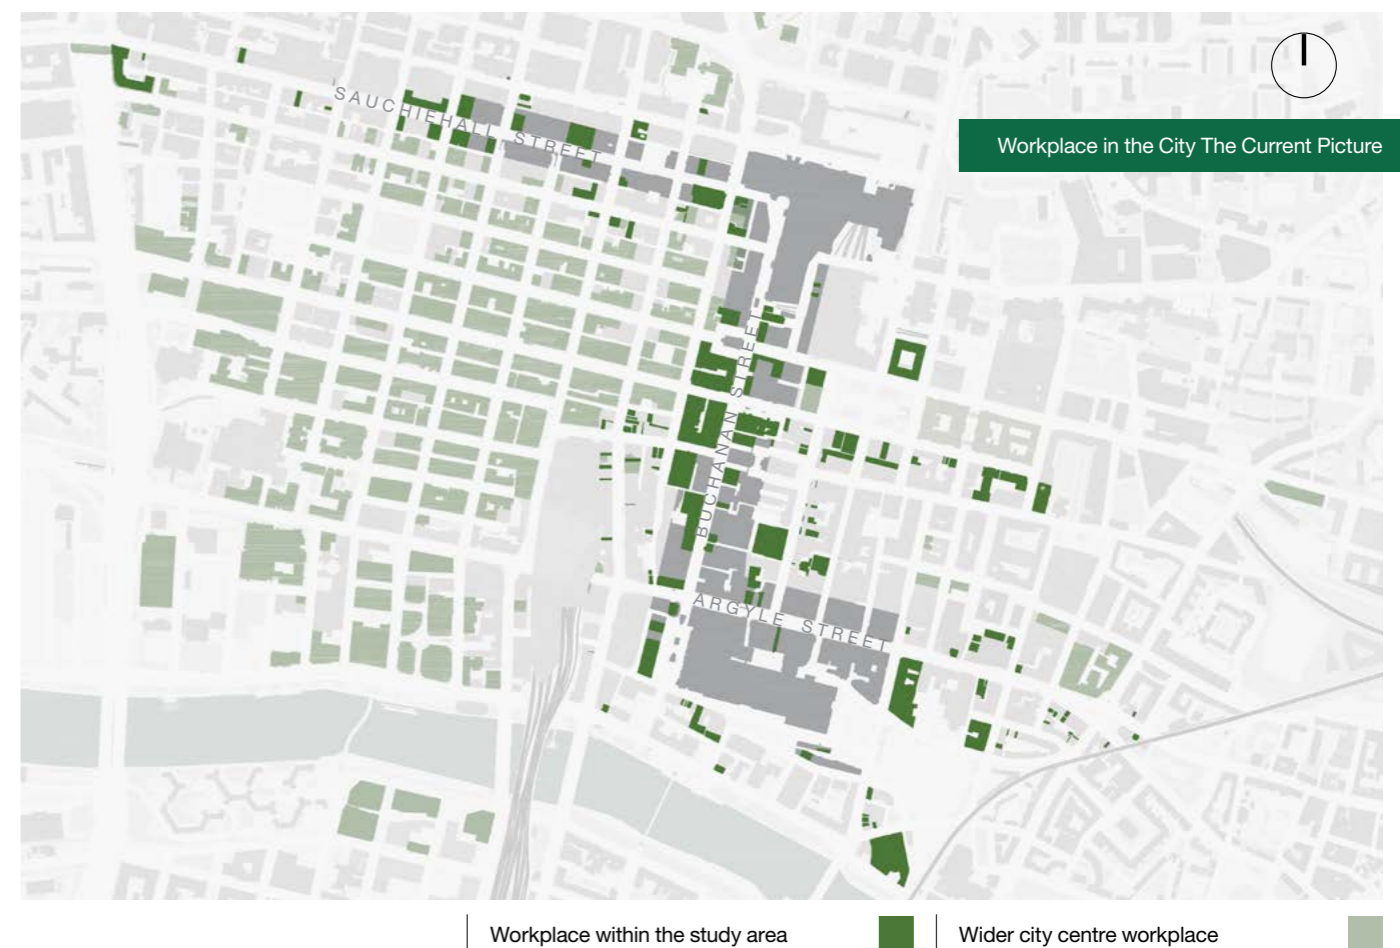 Workplace in the City The Current Picture
SAUCHIEHALL STREET
BUCHANAN STREET
ARGYLE STREET
Workplace within the study area
Wider city centre workplace